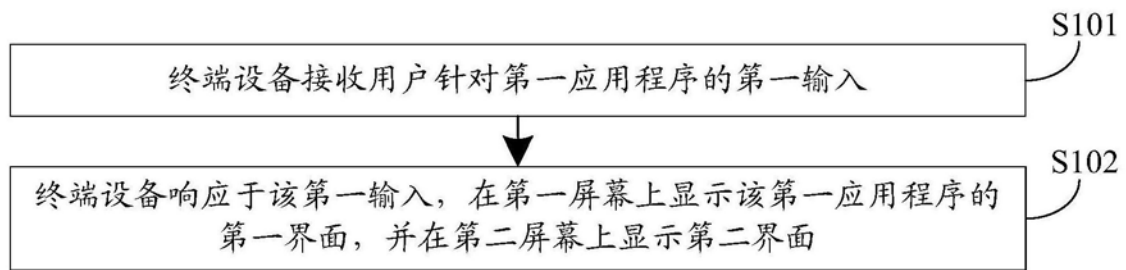 S101
终端设备接收用户针对第一应用程序的第一输入
S102
终端设备响应于该第一输入，在第一屏幕上显示该第一应用程序的
第一界面，并在第二屏幕上显示第二界面